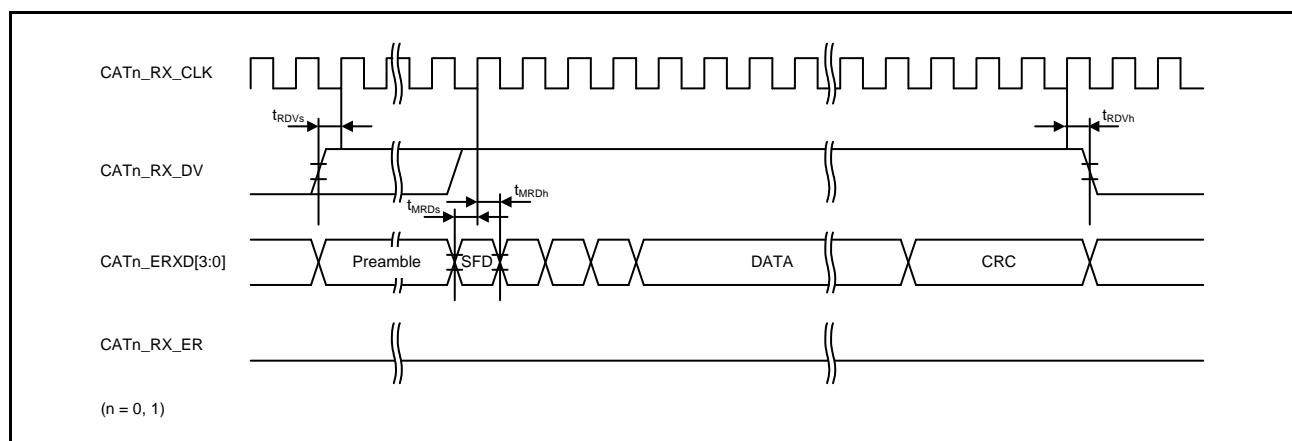 CATn_RX_CLK
tRDVs
tRDVh
CATn_RX_DV
tMRDh
tMRDs
CATn_ERXD[3:0]
Preamble
SFD
DATA
CRC
CATn_RX_ER
(n = 0, 1)